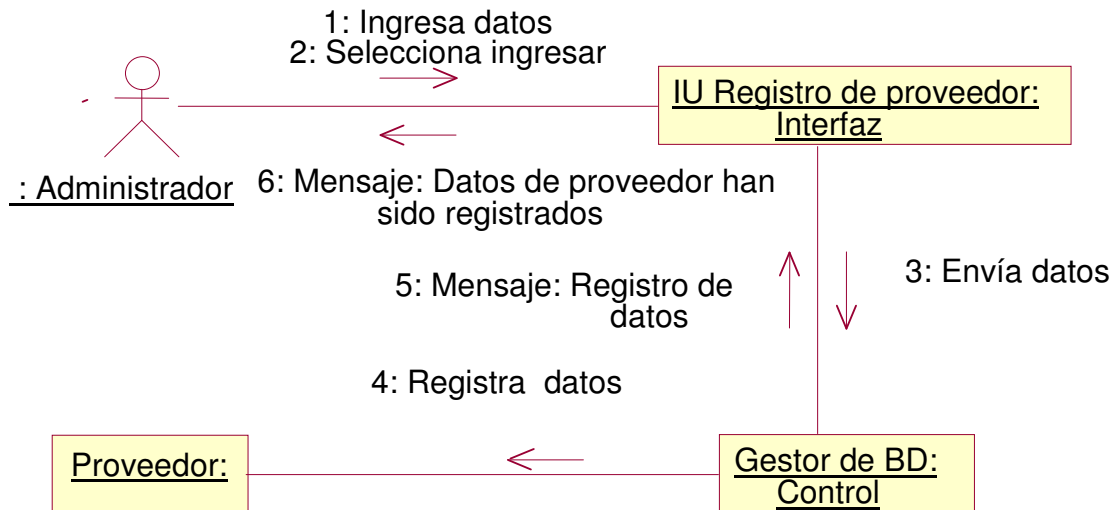 1: Ingresa datos
2: Selecciona ingresar
IU Registro de proveedor:
Interfaz
: Administrador
6: Mensaje: Datos de proveedor han
sido registrados
3: Envía datos
5: Mensaje: Registro de
datos
4: Registra datos
Proveedor:
Gestor de BD:
Control